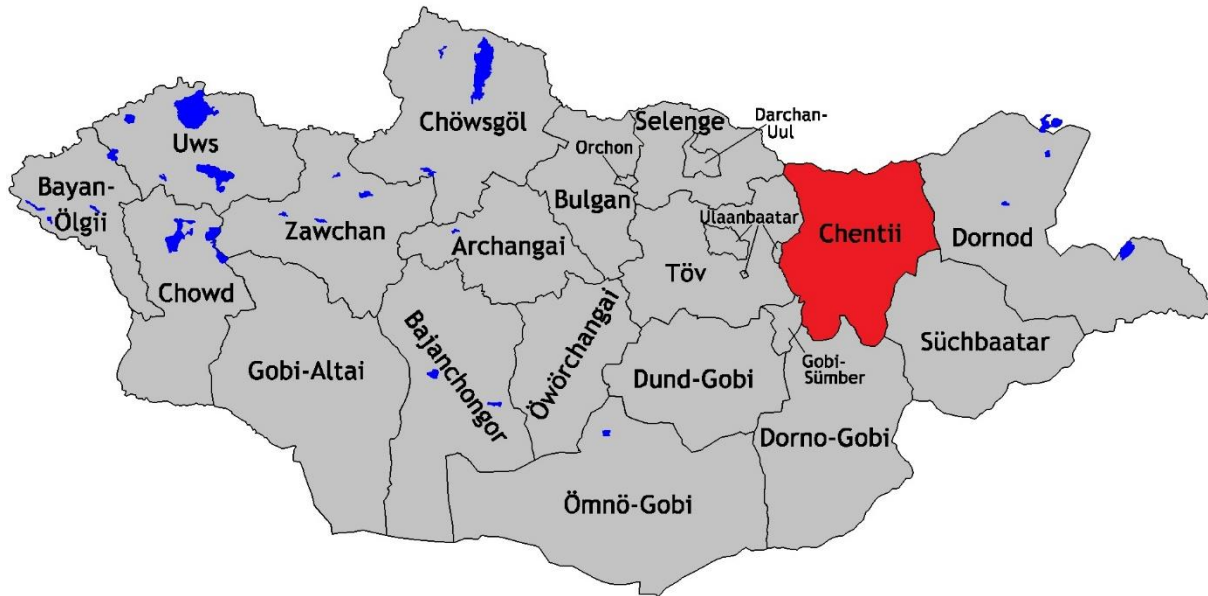 Darchan-
Uul
Chöwsgöl
Selenge
Uws
Orchon
Bayan-
Ölgii
Bulgan
Ulaanbaatar
Zawchan
Archangai
Chentii
Dornod
Töv
Chowd
Bajanchongor
Öwörchangai
Gobi-Altai
Dund-Gobi
Gobi-
Sümber
Süchbaatar
Dorno-Gobi
Ömnö-Gobi